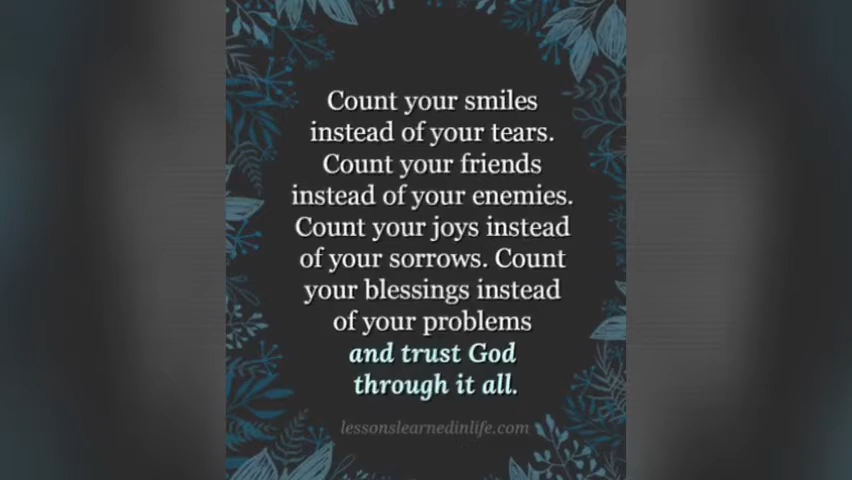 Count your smiles
instead of your tears.
Count your friends
instead of your enemies.
Count your joys instead
of your sorrows. Count
your blessings instead
of your problems
and trust God
through it all.
lessonslearnedinlife.com